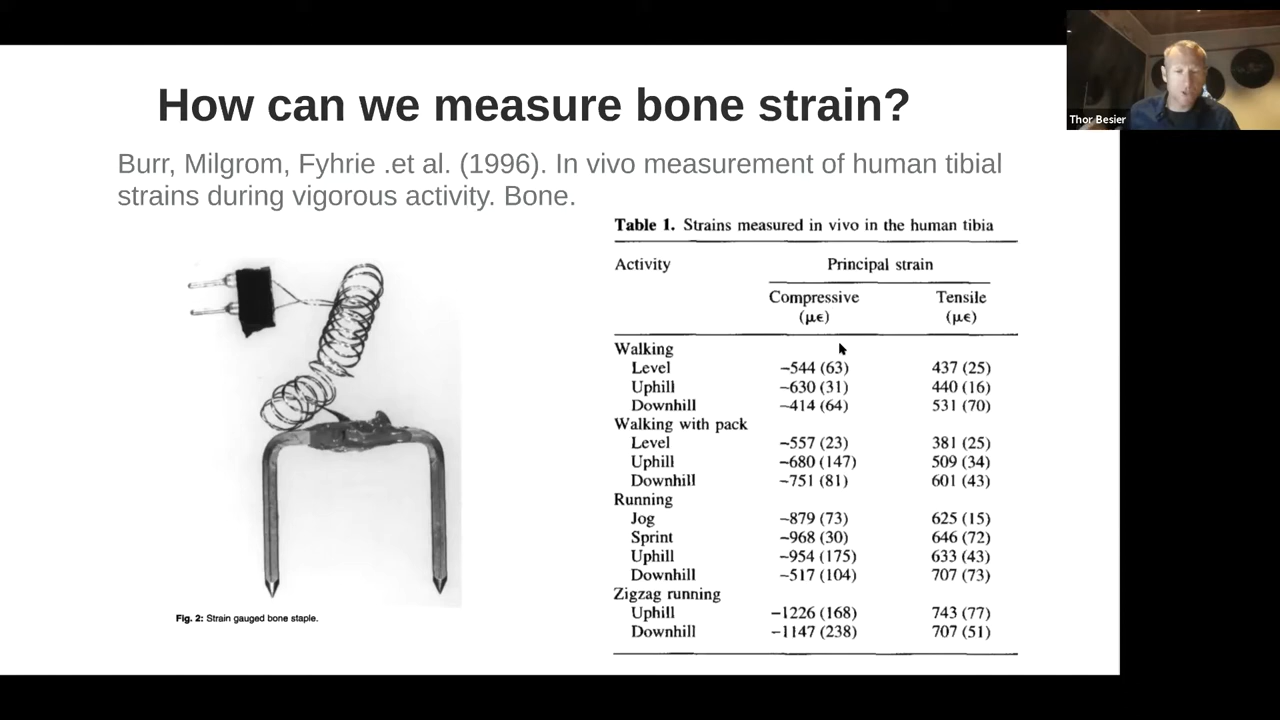 How can we measure bone strain?
Thor Besier
Burr, Milgrom, Fyhrie .et al. (1996). In vivo measurement of human tibial
strains during vigorous activity. Bone.
Table 1. Strains measured in vivo in the human tibia
Activity Principal strain
Compressive Tensile
(με) (με)
Walking
Level −544 (63) 437 (25)
Uphill −630 (31) 440 (16)
Downhill −414 (64) 531 (70)
Walking with pack
Level −557 (23) 381 (25)
Uphill −680 (147) 509 (34)
Downhill −751 (81) 601 (43)
Running
Jog −879 (73) 625 (15)
Sprint −968 (30) 646 (72)
Uphill −954 (175) 633 (43)
Downhill −517 (104) 707 (73)
Zigzag running
Uphill −1226 (168) 743 (77)
Downhill −1147 (238) 707 (51)
Fig. 2: Strain gauged bone staple.